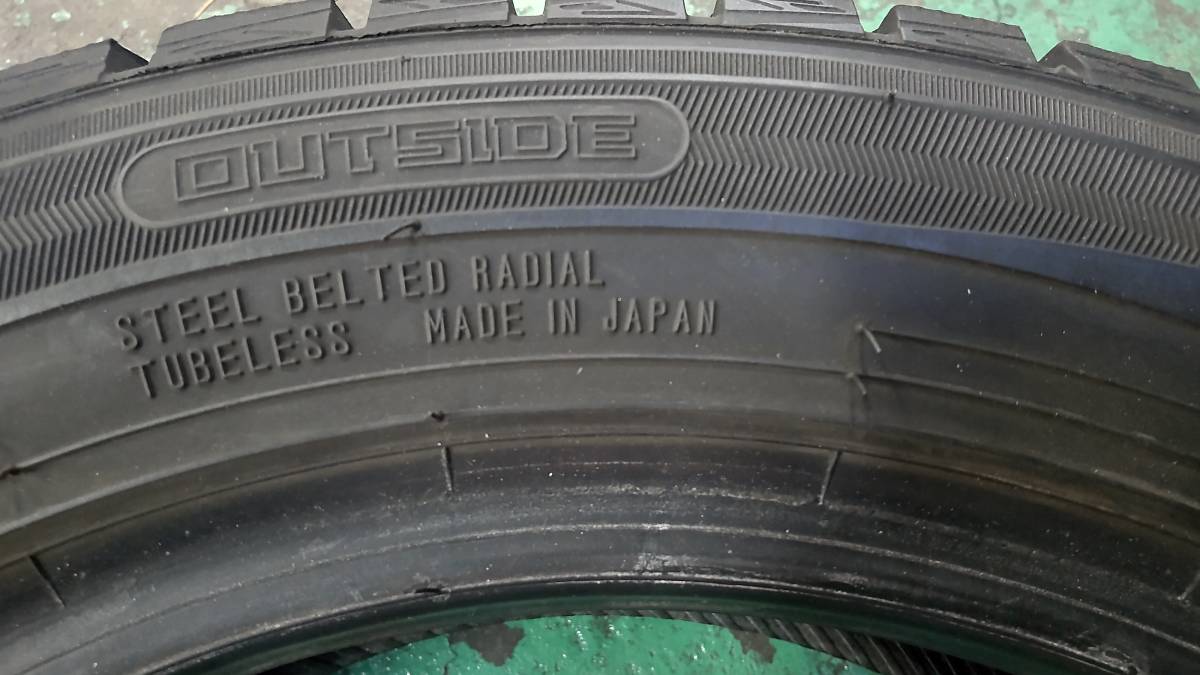 OUTSIDE
STEEL BELTED RADIAL
TUBELESS MADE IN JAPAN